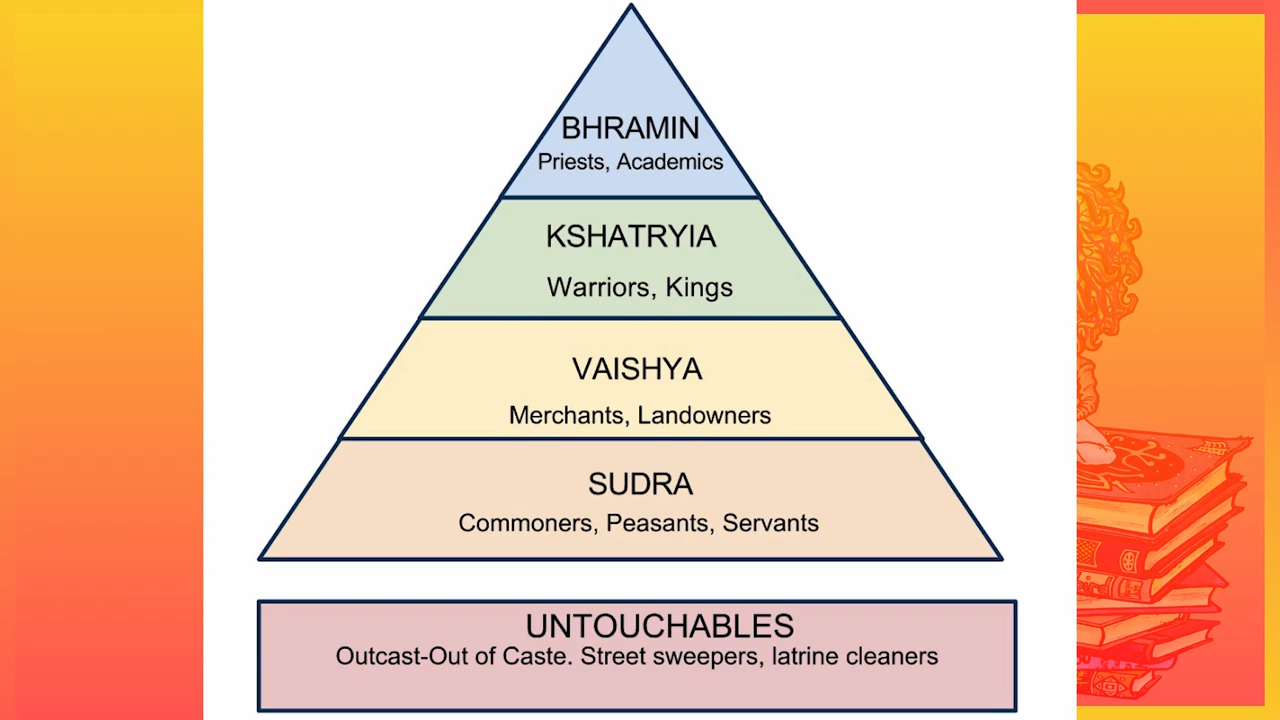 BHRAMIN
Priests, Academics
KSHATRYIA
Warriors, Kings
VAISHYA
Merchants, Landowners
SUDRA
Commoners, Peasants, Servants
UNTOUCHABLES
Outcast-Out of Caste. Street sweepers, latrine cleaners